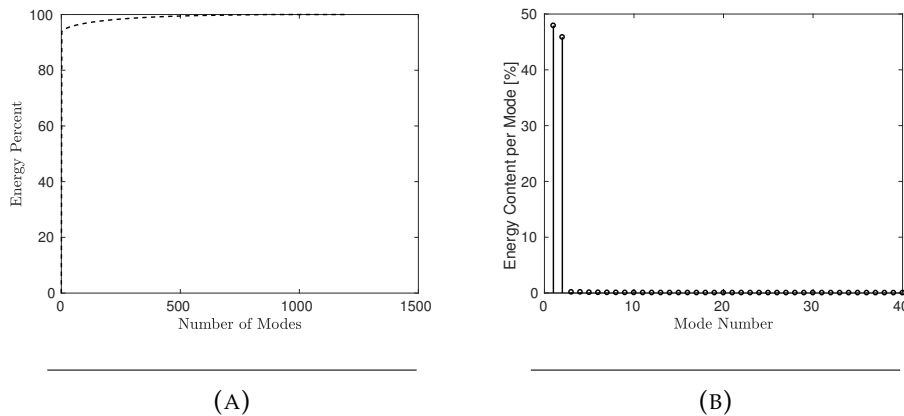 100
80
60
40
20
0
Energy Percent
0 500 1000 1500
Number of Modes
(A)
50
40
30
20
10
0
Energy Content per Mode [%]
0 10 20 30 40
Mode Number
(B)